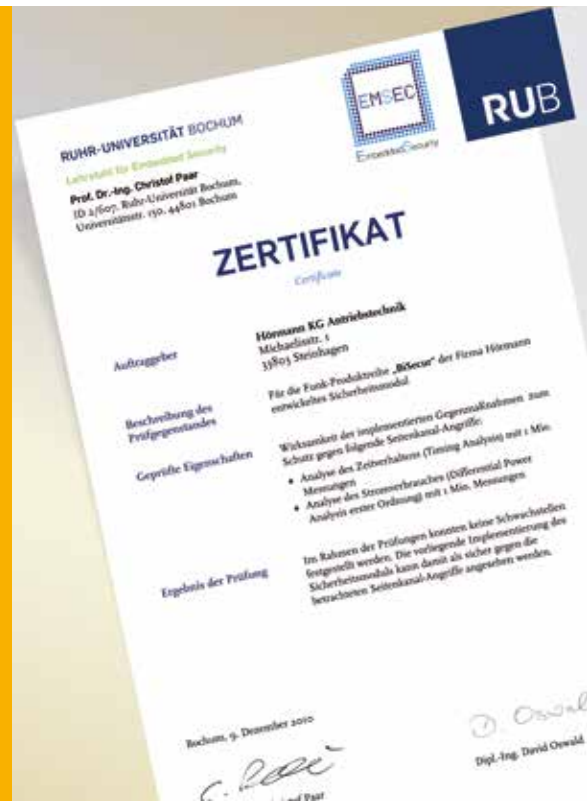 RUHR-UNIVERSITÄT BOCHUM
Lehrstuhl für Embedded Security
Prof. Dr.-Ing. Christof Paar
ID 2/607, Ruhr-Universität Bochum,
Universitätsstr. 150, 44801 Bochum
EMSEC
EmbeddedSecurity
RUB
ZERTIFIKAT
Certificate
Auftraggeber
Hörmann KG Antriebstechnik
Michaelisstr. 1
33803 Steinhagen
Beschreibung des
Prüfgegenstandes
Für die Funk-Produktreihe „BiSecur“ der Firma Hörmann
entwickeltes Sicherheitsmodul
Geprüfte Eigenschaften
Wirksamkeit der implementierten Gegenmaßnahmen zum
Schutz gegen folgende Seitenkanal-Angriffe:
• Analyse des Zeitverhaltens (Timing Analysis) mit 1 Mio.
Messungen
• Analyse des Stromverbrauches (Differential Power
Analysis erster Ordnung) mit 1 Mio. Messungen
Ergebnis der Prüfung
Im Rahmen der Prüfungen konnten keine Schwachstellen
festgestellt werden. Die vorliegende Implementierung des
Sicherheitsmoduls kann damit als sicher gegen die
betrachteten Seitenkanal-Angriffe angesehen werden.
Bochum, 9. Dezember 2010
D. Oswald
Dipl.-Ing. David Oswald
Paar